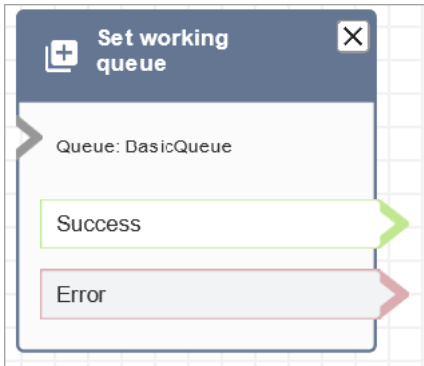 Set working
queue
Queue: BasicQueue
Success
Error